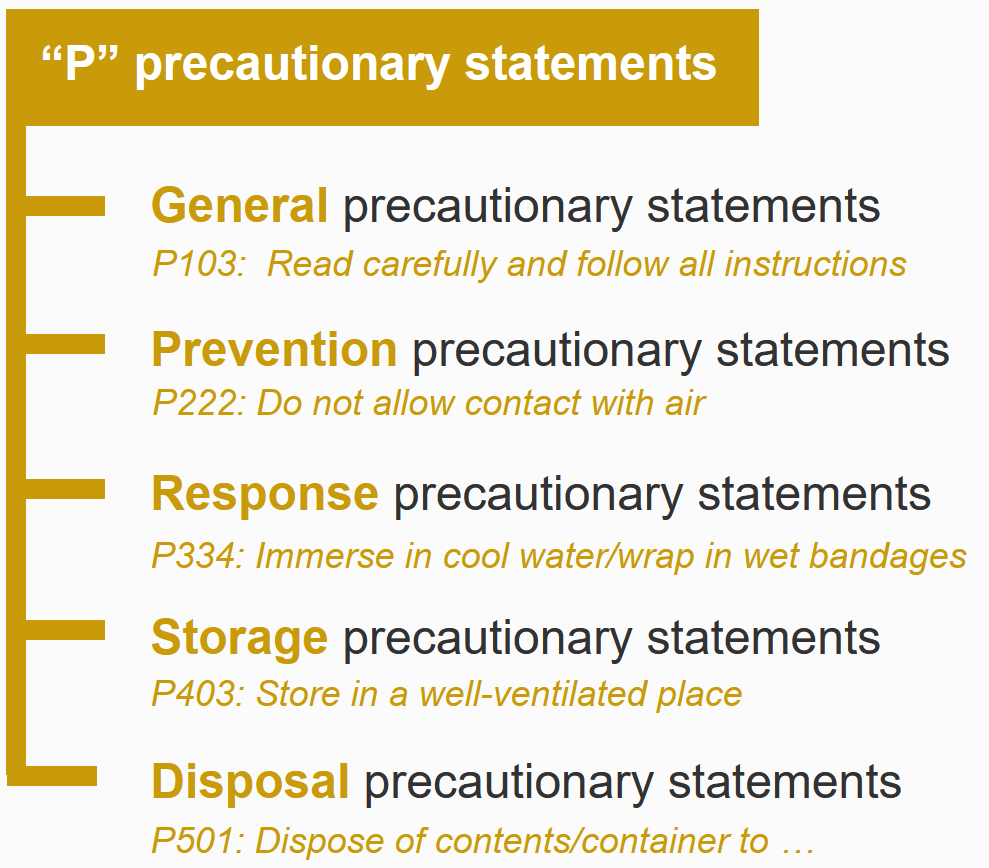 “P” precautionary statements
General precautionary statements
P103:  Read carefully and follow all instructions
Prevention precautionary statements
P222: Do not allow contact with air
Response precautionary statements
P334: Immerse in cool water/wrap in wet bandages
Storage precautionary statements
P403: Store in a well-ventilated place
Disposal precautionary statements
P501: Dispose of contents/container to …